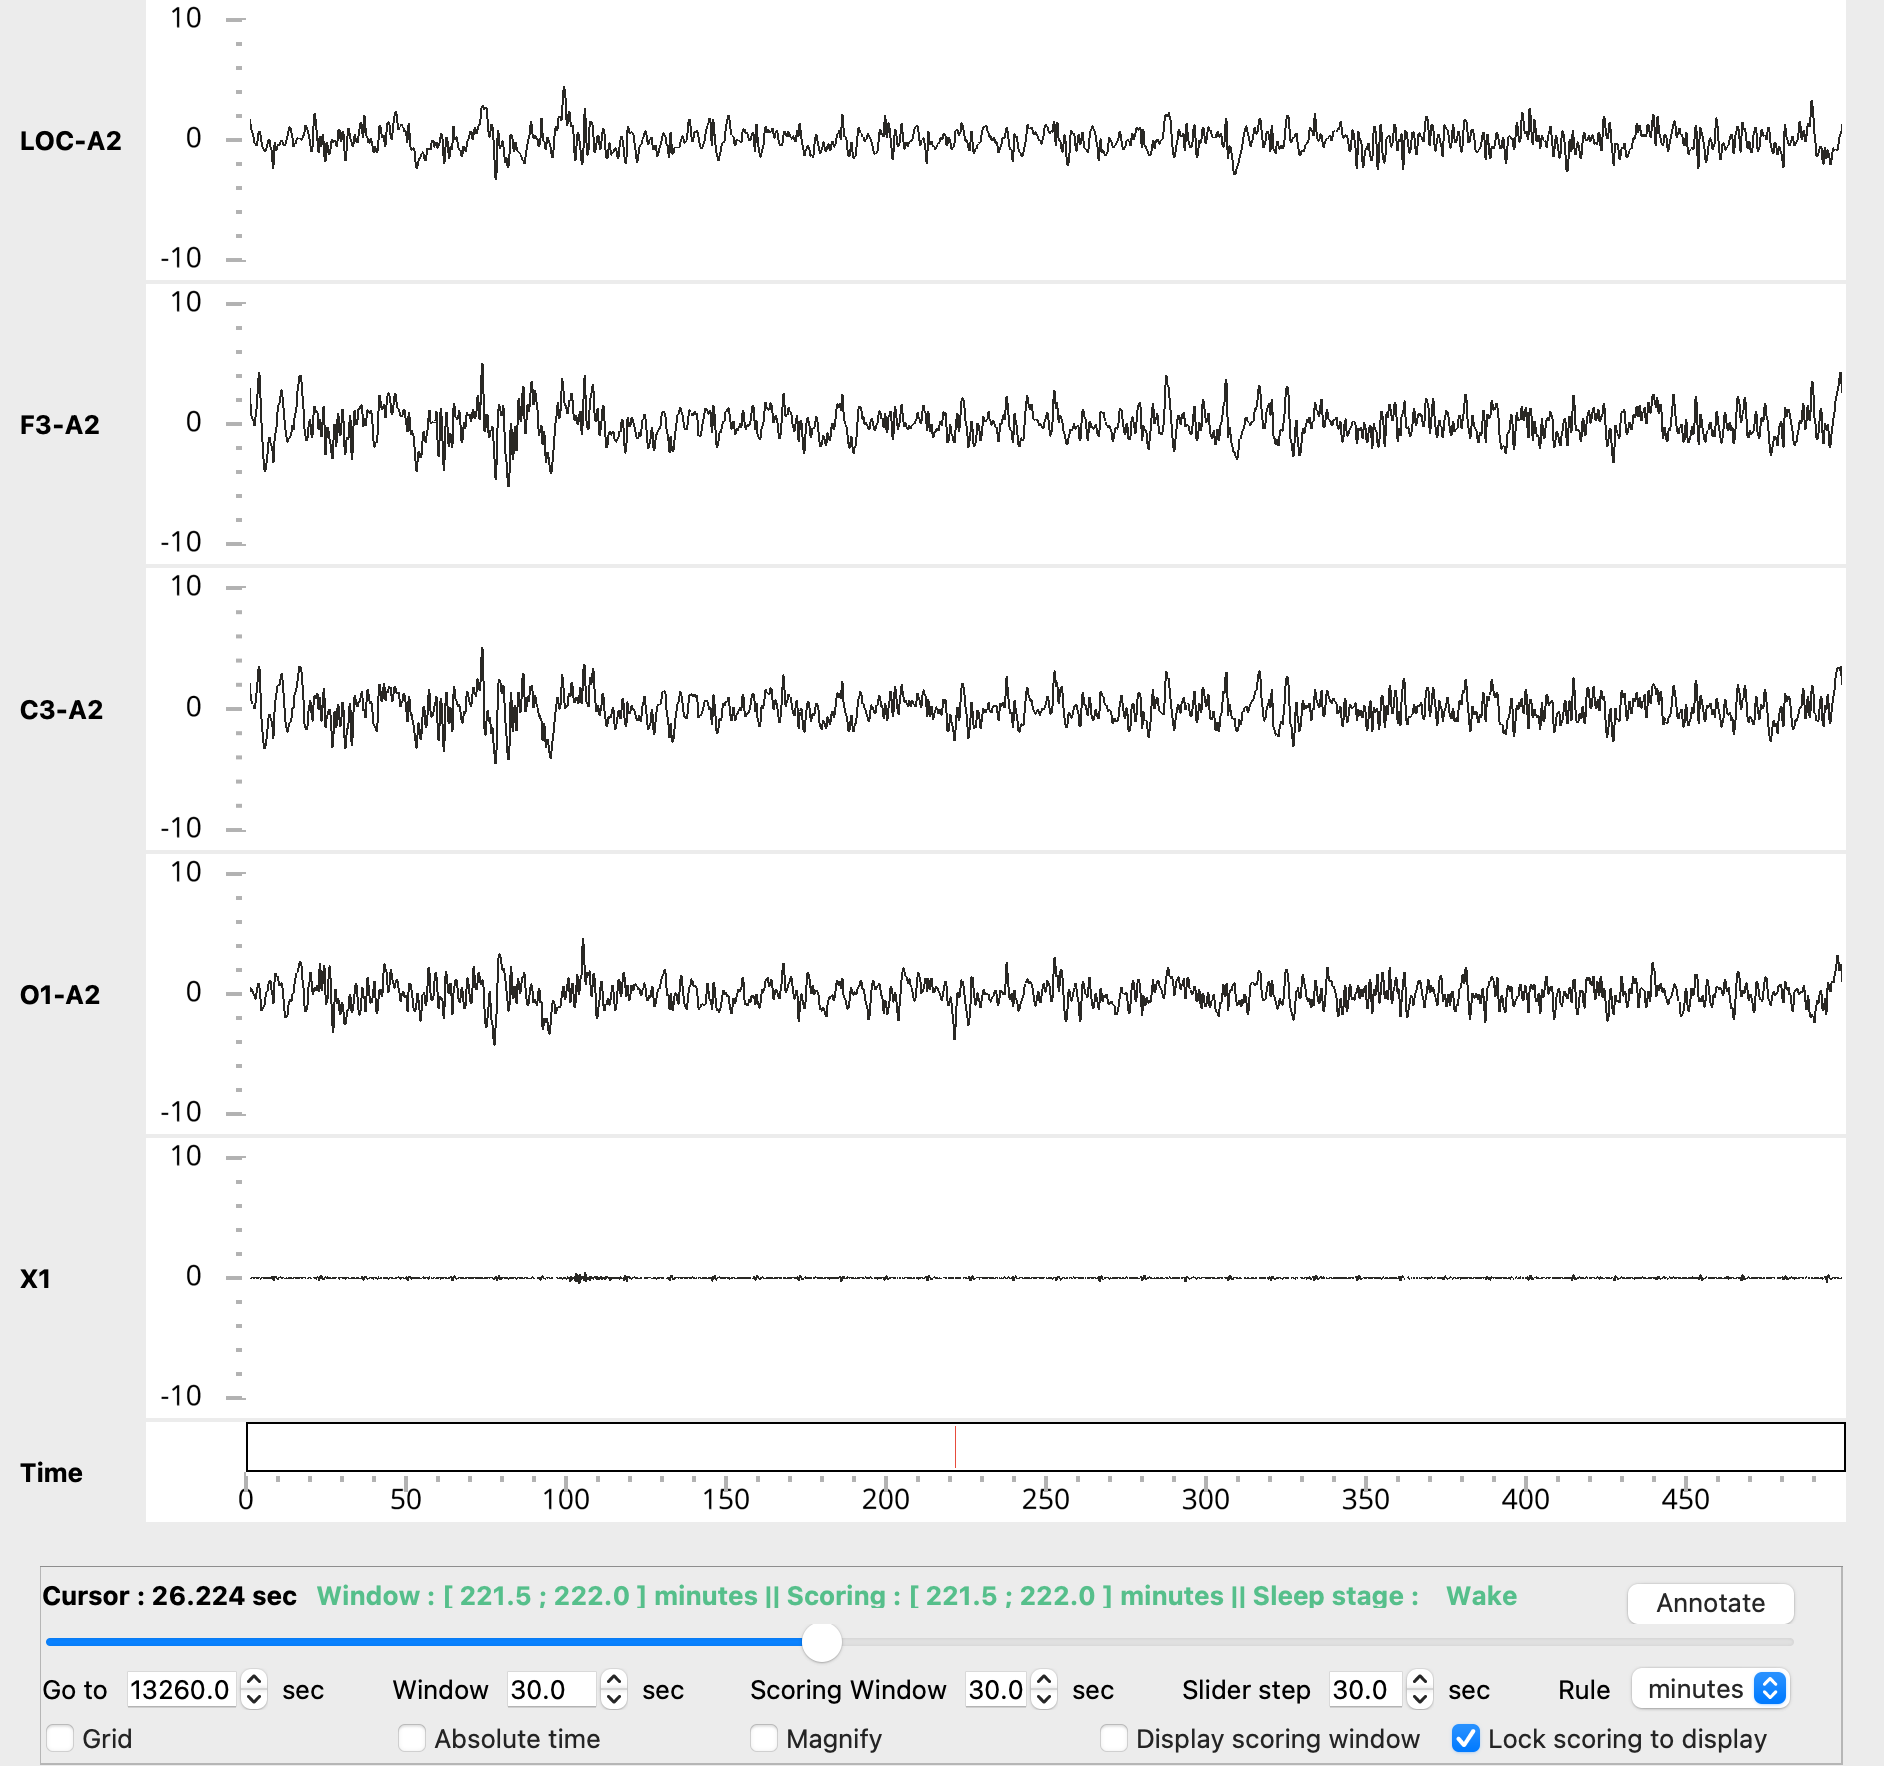 10
LOC-A2
0
-10
10
F3-A2
0
-10
10
C3-A2
0
-10
10
O1-A2
0
-10
10
X1
0
-10
Time
0 50 100 150 200 250 300 350 400 450
Cursor : 26.224 sec Window : [ 221.5 ; 222.0 ] minutes || Scoring : [ 221.5 ; 222.0 ] minutes || Sleep stage : Wake Annotate
Go to 13260.0 sec Window 30.0 sec Scoring Window 30.0 sec Slider step 30.0 sec Rule minutes
Grid Absolute time Magnify Display scoring window Lock scoring to display